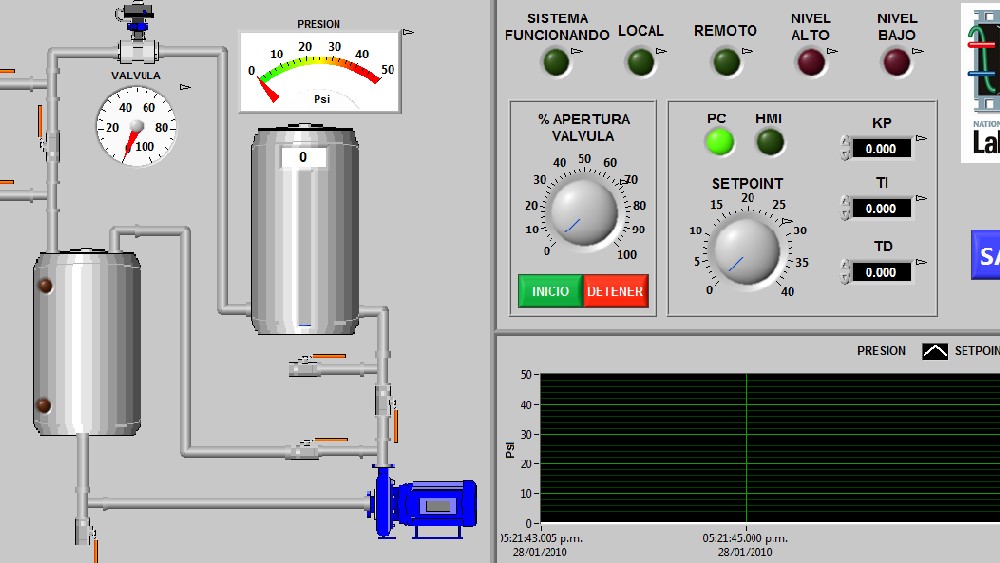 PRESION
0 10 20 30 40 50
Psi
VALVULA
20 40 60 80 100
0
SISTEMA
FUNCIONANDO
LOCAL
REMOTO
NIVEL
ALTO
NIVEL
BAJO
% APERTURA
VALVULA
0 10 20 30 40 50 60 70 80 90 100
INICIO
DETENER
PC
HMI
SETPOINT
0 5 10 15 20 25 30 35 40
KP
0.000
TI
0.000
TD
0.000
NATION
Lab
SA
PRESION
SETPOIN
Psi
50
40
30
20
10
0
05:21:43.005 p.m.
28/01/2010
05:21:45.000 p.m.
28/01/2010